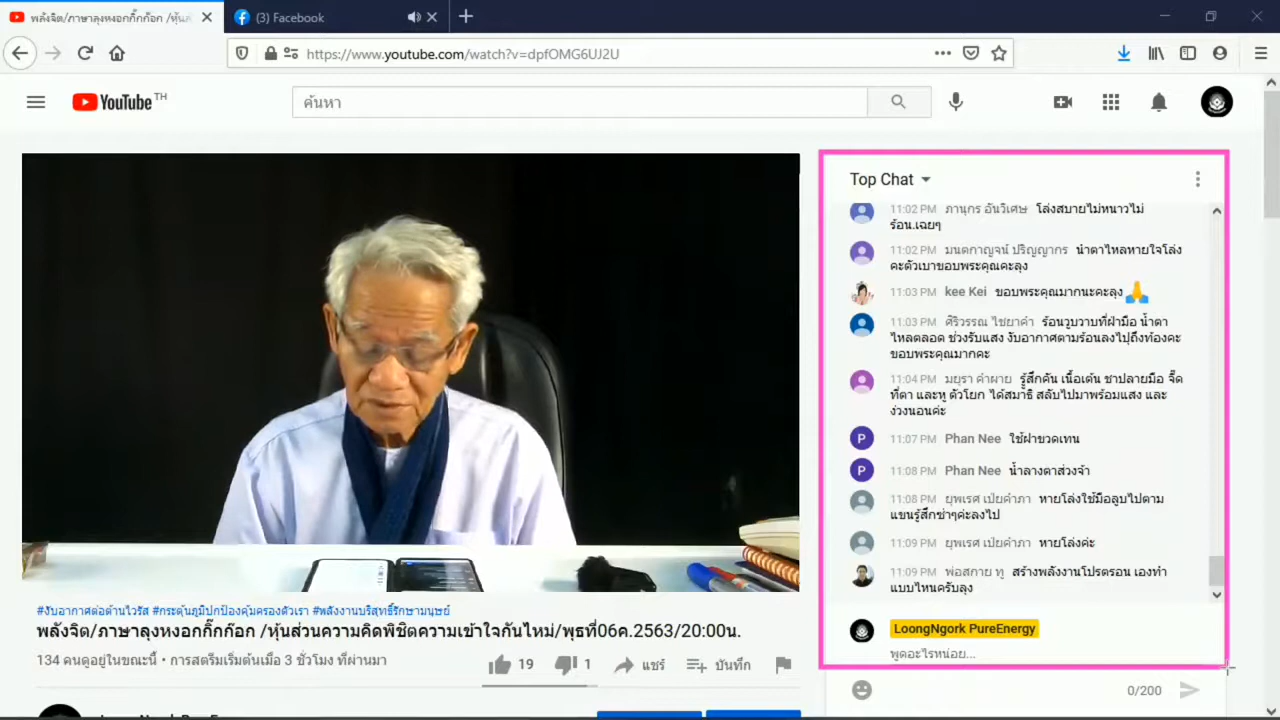 พลังจิต/ภาษาลุงหงอกกิ๊กก๊อก /หุ้น
(3) Facebook
https://www.youtube.com/watch?v=dpfOMG6UJ2U
YouTube TH
ค้นหา
Top Chat
11:02 PM ภานุกร อันวิเศษ โล่งสบายไม่หนาวไม่
ร้อน.เฉยๆ
11:02 PM มนตกาญจน์ ปริญญากร น้ำตาไหลหายใจโล่ง
คะตัวเบาขอบพระคุณคะลุง
11:03 PM kee Kei ขอบพระคุณมากนะคะลุง
11:03 PM ศิริวรรณ ไชยาคำ ร้อนวูบวาบที่ฝ่ามือ น้ำตา
ไหลตลอด ช่วงรับแสง งับอากาศตามร้อนลงไปถึงท้องคะ
ขอบพระคุณมากคะ
11:04 PM มยุรา คำผาย รู้สึกคัน เนื้อเต้น ชาปลายมือ จี๊ด
ที่ตา และหู ตัวโยก ได้สมาธิ สลับไปมาพร้อมแสง และ
ง่วงนอนค่ะ
11:07 PM Phan Nee ใช้ฝาขวดเทน
11:08 PM Phan Nee น้ำลางตาส่วงจ้า
11:08 PM ยุพเรศ เปียคำภา หายโล่งใช้มือลูบไปตาม
แขนรู้สึกซ่าๆค่ะลงไป
11:09 PM ยุพเรศ เปียคำภา หายโล่งค่ะ
11:09 PM พ่อสกาย ทู สร้างพลังงานโปรตรอน เองทำ
แบบไหนครับลุง
LoongNgork PureEnergy
พูดอะไรหน่อย...
0/200
#งับอากาศต่อต้านไวรัส #กระตุ้นภูมิปกป้องคุ้มครองตัวเรา #พลังงานบริสุทธิ์รักษามนุษย์
พลังจิต/ภาษาลุงหงอกกิ๊กก๊อก /หุ้นส่วนความคิดพิชิตความเข้าใจกันใหม่/พุธที่06ค.2563/20:00น.
134 คนดูอยู่ในขณะนี้ • การสตรีมเริ่มต้นเมื่อ 3 ชั่วโมง ที่ผ่านมา
19 1 แชร์ บันทึก